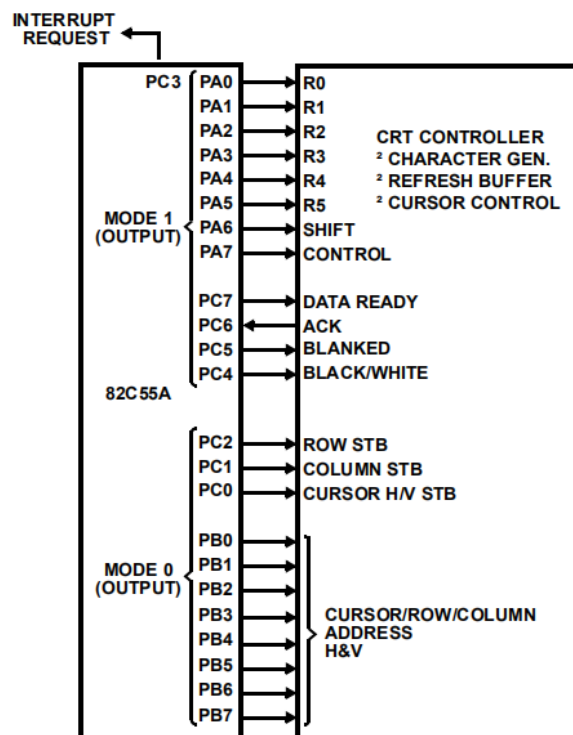 INTERRUPT
REQUEST
PC3 PA0 R0
PA1 R1
PA2 R2
PA3 R3
PA4 R4
PA5 R5
PA6 SHIFT
PA7 CONTROL
CRT CONTROLLER
² CHARACTER GEN.
² REFRESH BUFFER
² CURSOR CONTROL
MODE 1
(OUTPUT)
PC7 DATA READY
PC6 ACK
PC5 BLANKED
PC4 BLACK/WHITE
82C55A
PC2 ROW STB
PC1 COLUMN STB
PC0 CURSOR H/V STB
MODE 0
(OUTPUT)
PB0
PB1
PB2
PB3
PB4
PB5
PB6
PB7
CURSOR/ROW/COLUMN
ADDRESS
H&V